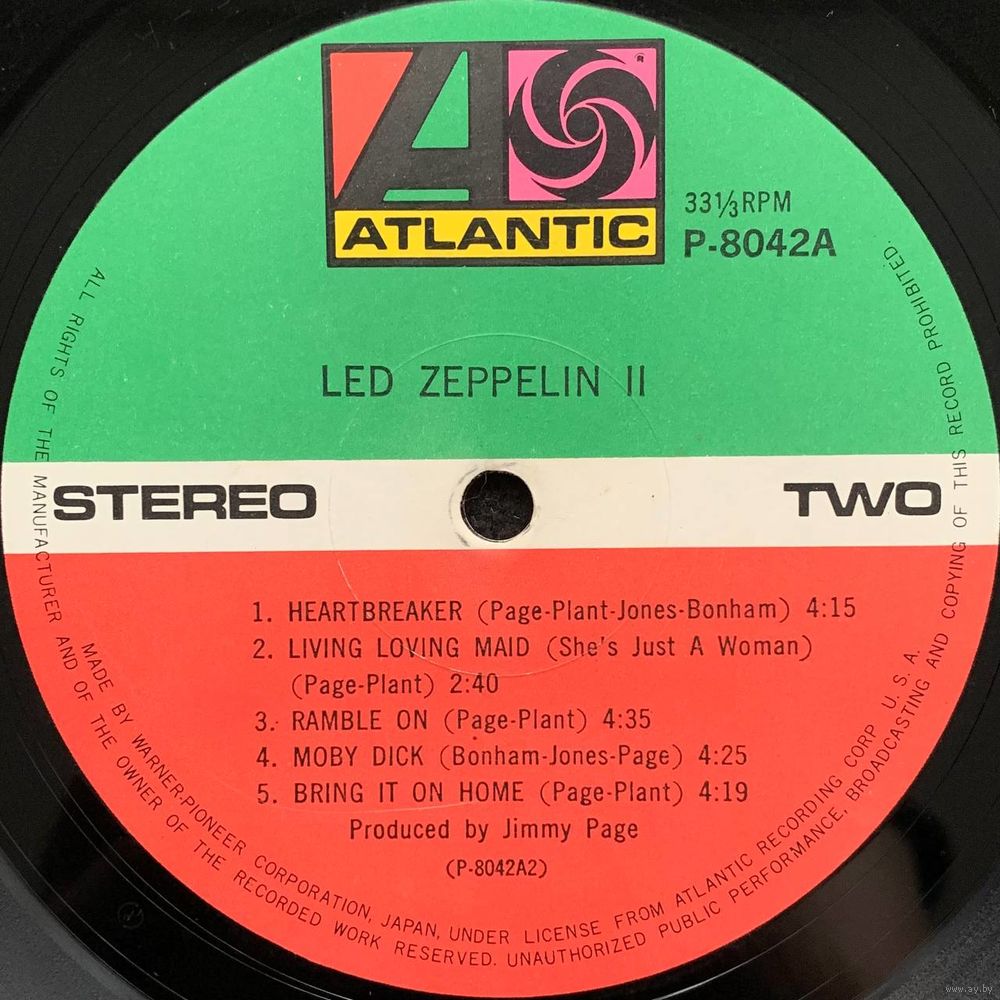 ATLANTIC
®
33⅓RPM
P-8042A
LED ZEPPELIN II
STEREO
TWO
1. HEARTBREAKER (Page-Plant-Jones-Bonham) 4:15
2. LIVING LOVING MAID (She's Just A Woman)
(Page-Plant) 2:40
3. RAMBLE ON (Page-Plant) 4:35
4. MOBY DICK (Bonham-Jones-Page) 4:25
5. BRING IT ON HOME (Page-Plant) 4:19
Produced by Jimmy Page
(P-8042A2)
MADE BY WARNER-PIONEER CORPORATION, JAPAN, UNDER LICENSE FROM ATLANTIC RECORDING CORP U. S. A.
ALL RIGHTS OF THE MANUFACTURER AND OF THE OWNER OF THE RECORDED WORK RESERVED. UNAUTHORIZED PUBLIC PERFORMANCE, BROADCASTING AND COPYING OF THIS RECORD PROHIBITED.
www.ay.by